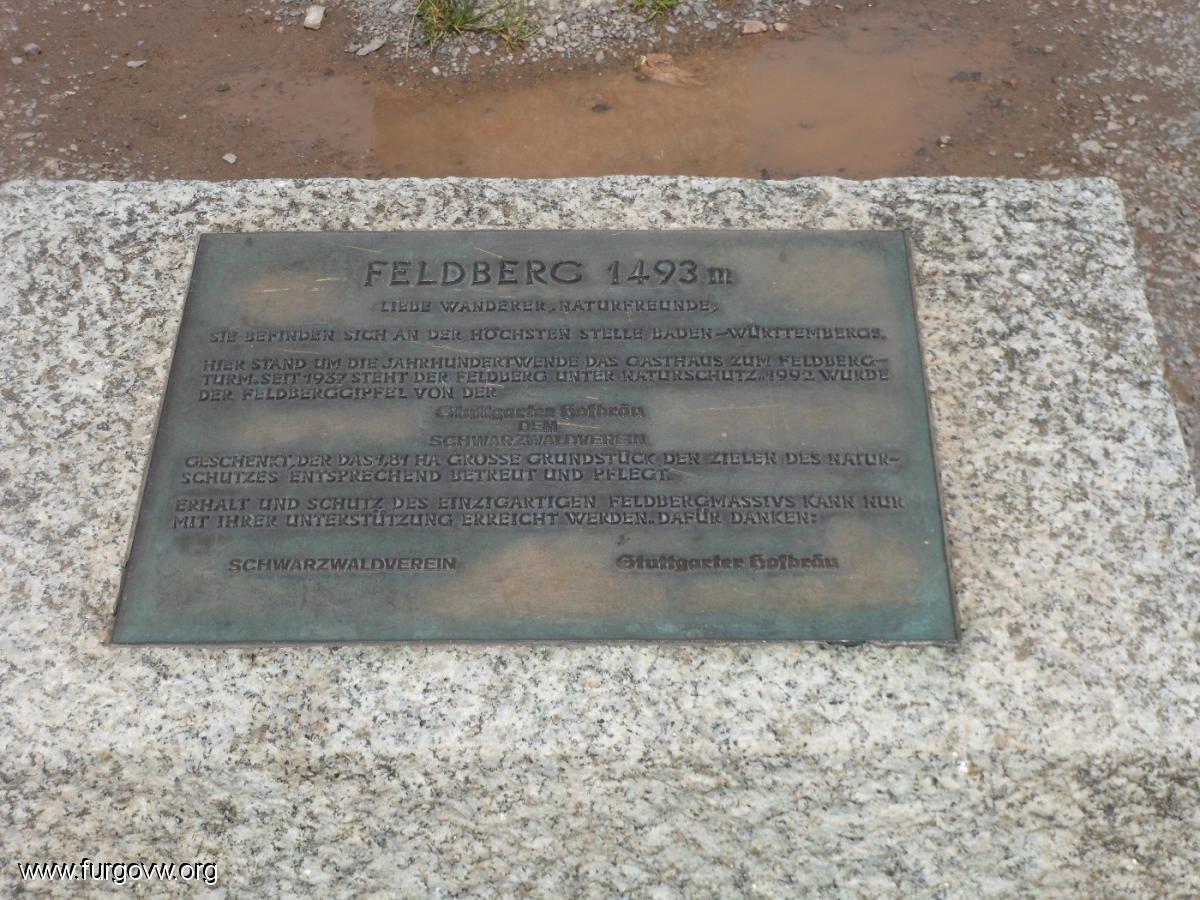 FELDBERG 1493 m
LIEBE WANDERER, NATURFREUNDE,
SIE BEFINDEN SICH AN DER HÖCHSTEN STELLE BADEN-WÜRTTEMBERGS.
HIER STAND UM DIE JAHRHUNDERTWENDE DAS GASTHAUS ZUM FELDBERG-
TURM. SEIT 1937 STEHT DER FELDBERG UNTER NATURSCHUTZ. 1992 WURDE
DER FELDBERGGIPFEL VON DER
Stuttgarter Hofbräu
DEM
SCHWARZWALDVEREIN
GESCHENKT, DER DAS 1,81 HA GROSSE GRUNDSTÜCK DEN ZIELEN DES NATUR-
SCHUTZES ENTSPRECHEND BETREUT UND PFLEGT.
ERHALT UND SCHUTZ DES EINZIGARTIGEN FELDBERGMASSIVS KANN NUR
MIT IHRER UNTERSTÜTZUNG ERREICHT WERDEN. DAFÜR DANKEN:
SCHWARZWALDVEREIN Stuttgarter Hofbräu
www.furgovw.org